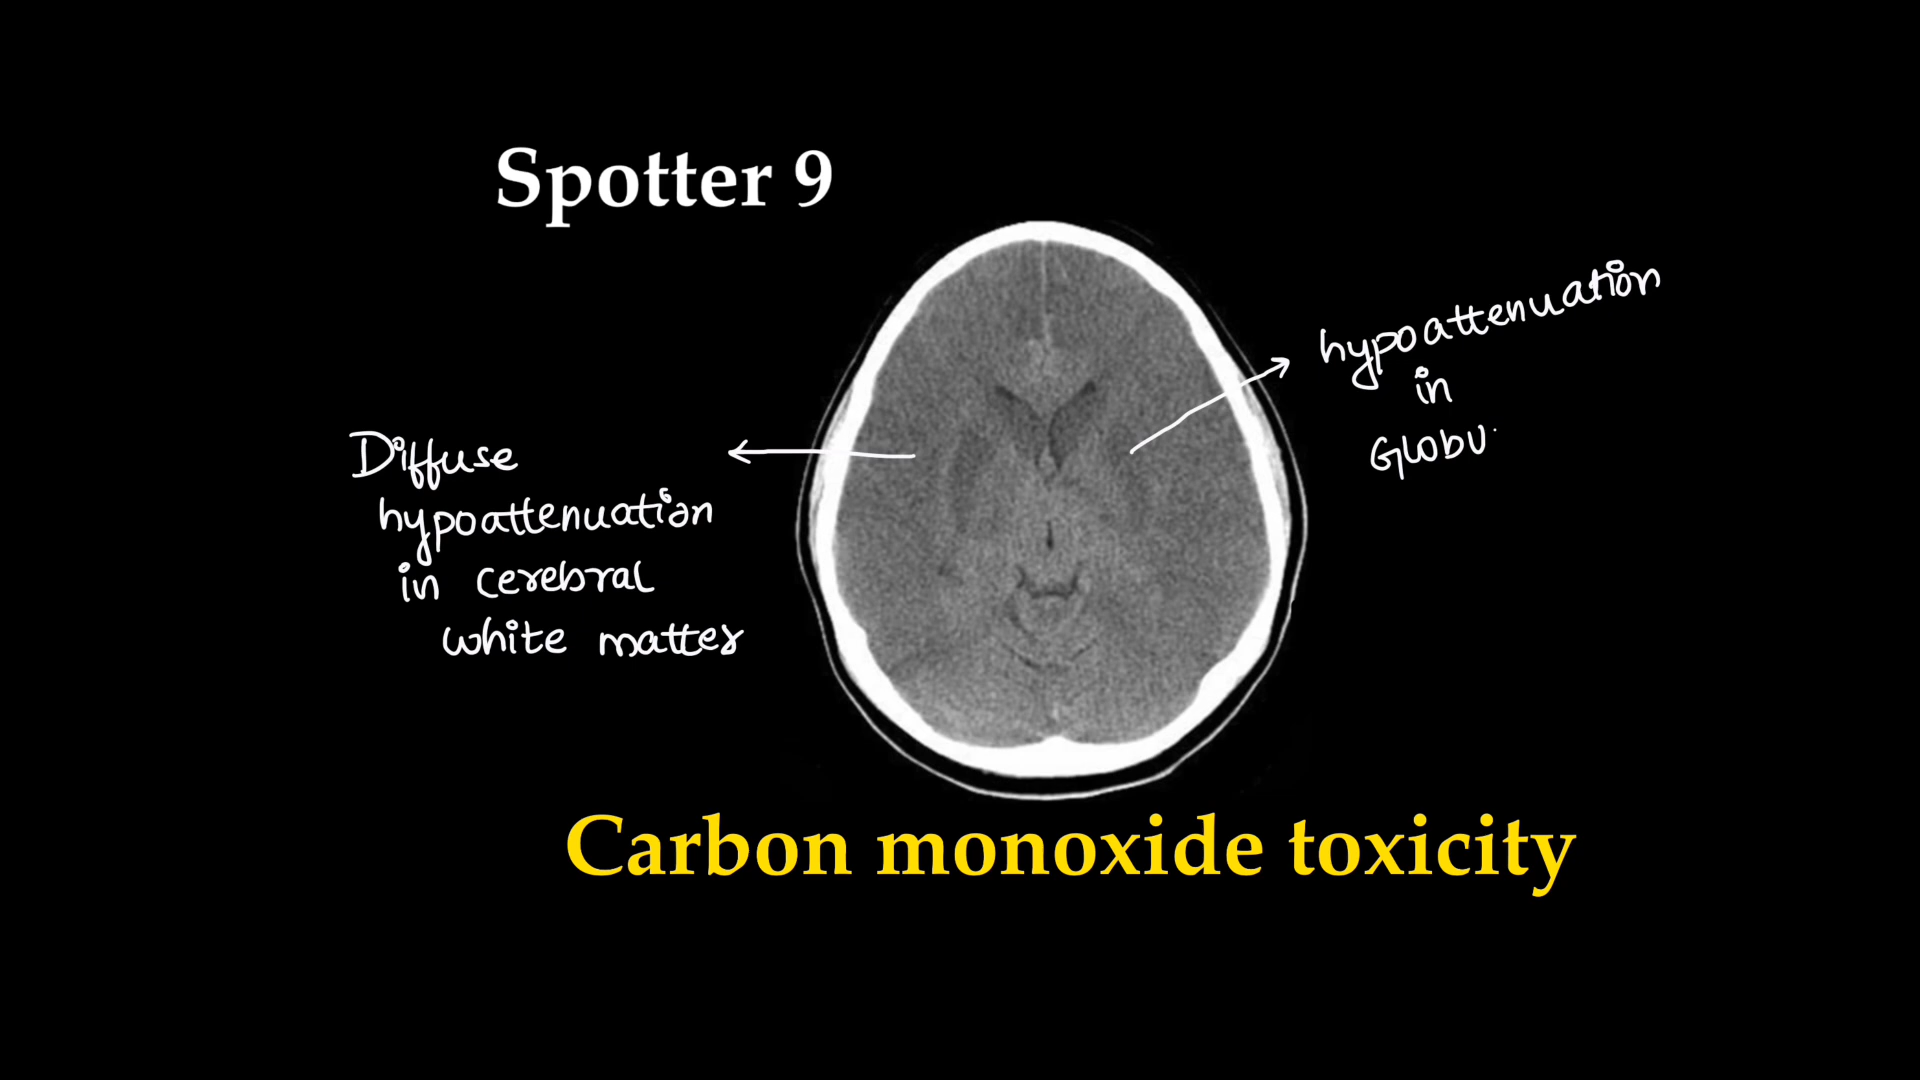 Spotter 9
Diffuse
hypoattenuation
in cerebral
white matter
hypoattenuation
in
Globu
Carbon monoxide toxicity